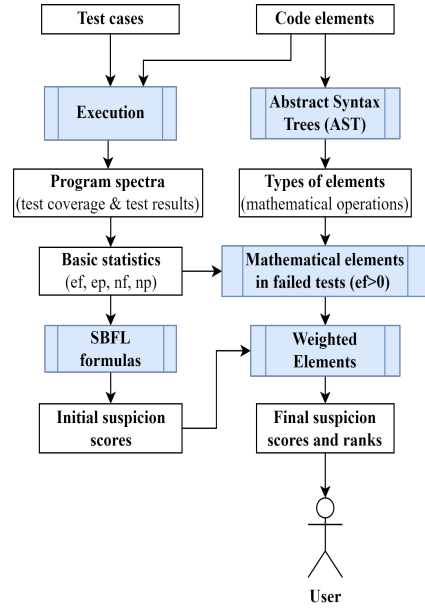 Test cases
Code elements
Execution
Abstract Syntax
Trees (AST)
Program spectra
(test coverage & test results)
Types of elements
(mathematical operations)
Basic statistics
(ef, ep, nf, np)
Mathematical elements
in failed tests (ef>0)
SBFL
formulas
Weighted
Elements
Initial suspicion
scores
Final suspicion
scores and ranks
User